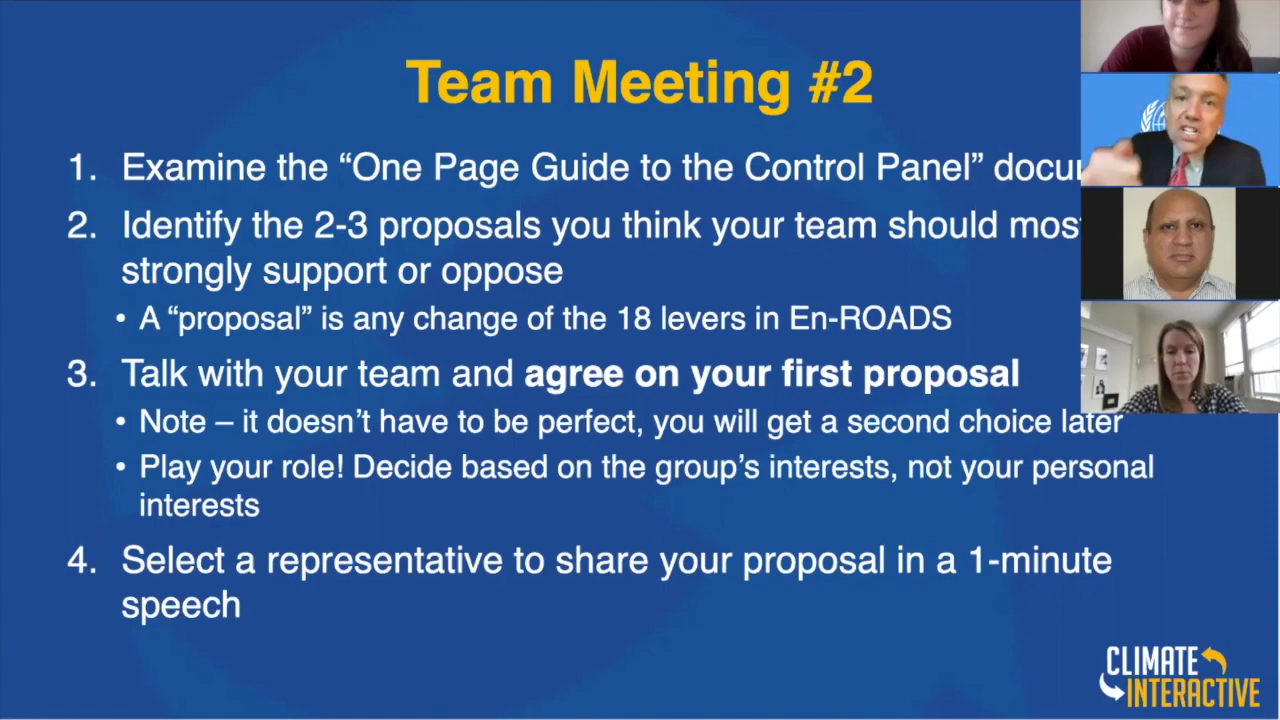 Team Meeting #2
1. Examine the “One Page Guide to the Control Panel”
2. Identify the 2-3 proposals you think your team should most
strongly support or oppose
• A “proposal” is any change of the 18 levers in En-ROADS
3. Talk with your team and agree on your first proposal
• Note – it doesn’t have to be perfect, you will get a second choice later
• Play your role! Decide based on the group’s interests, not your personal
interests
4. Select a representative to share your proposal in a 1-minute
speech
CLIMATE
INTERACTIVE